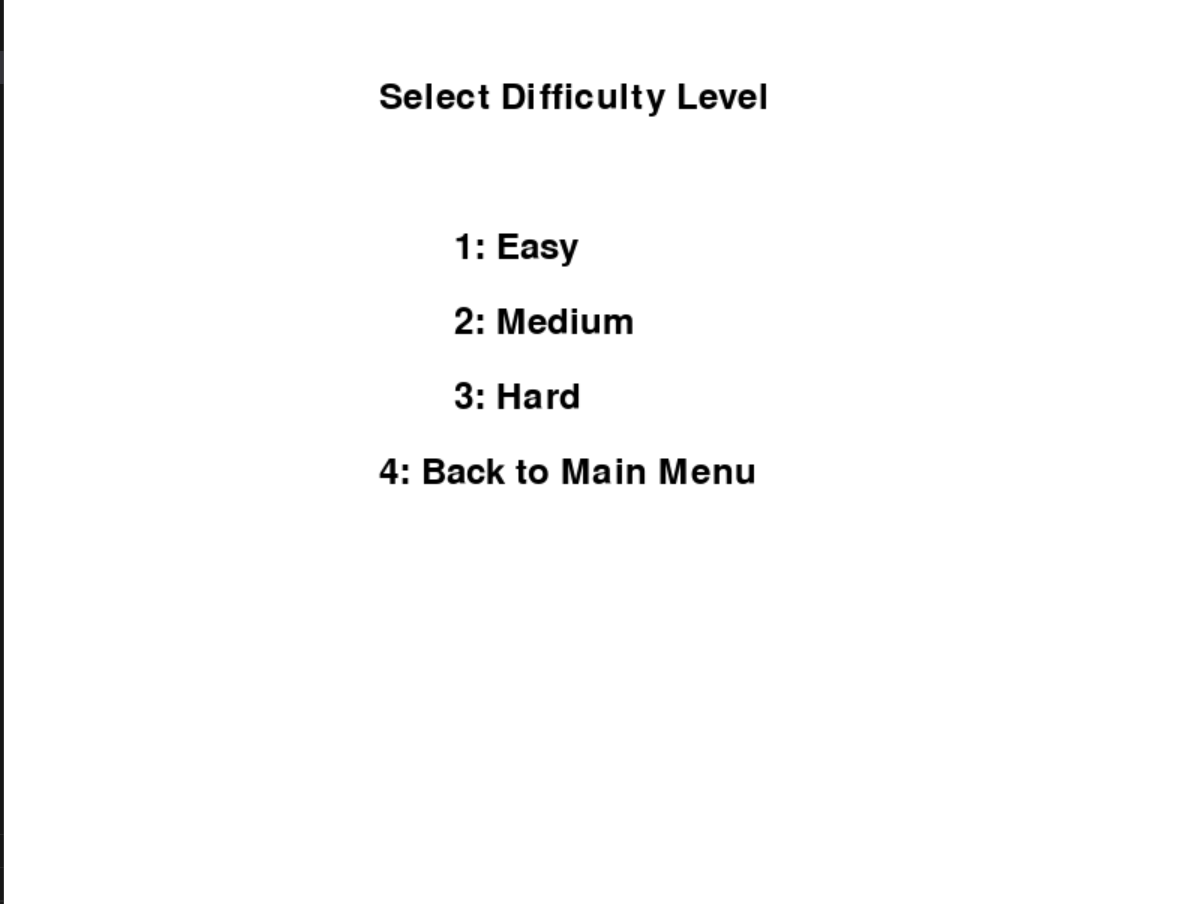 Select Difficulty Level
1: Easy
2: Medium
3: Hard
4: Back to Main Menu